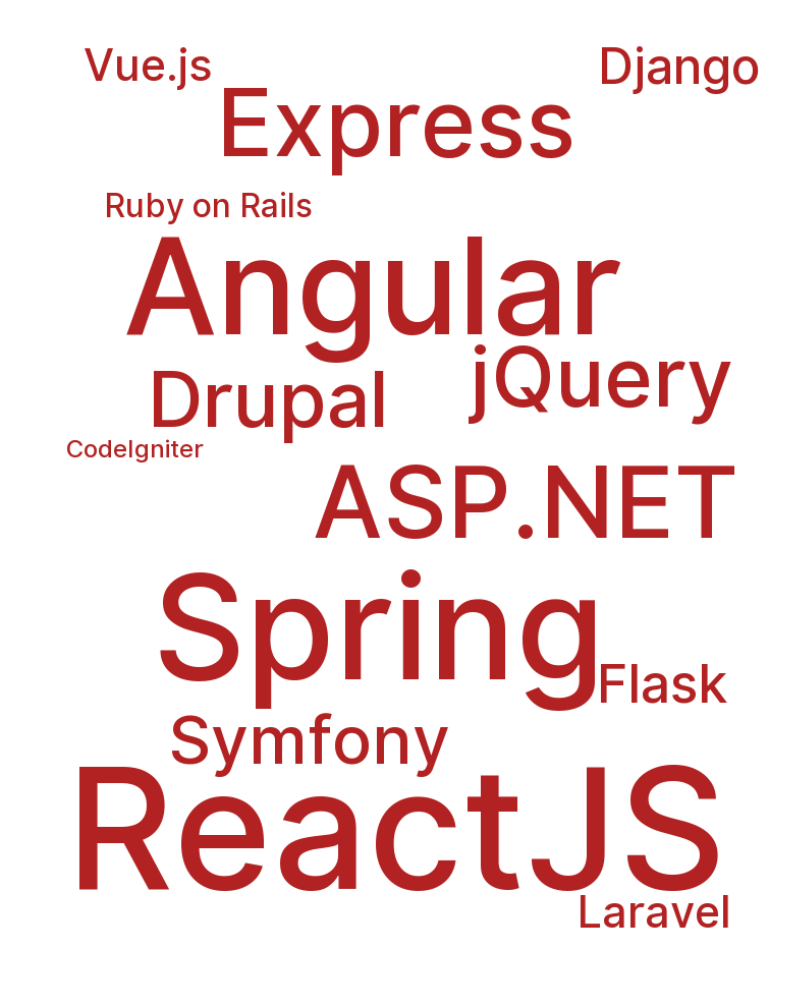 Vue.js
Django
Express
Ruby on Rails
Angular
jQuery
Drupal
CodeIgniter
ASP.NET
Spring
Flask
Symfony
ReactJS
Laravel